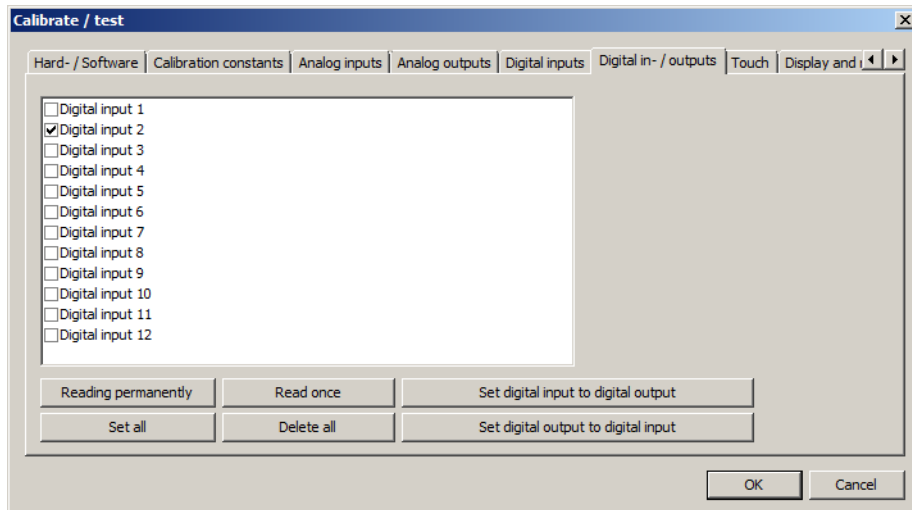 Calibrate / test
Hard- / Software Calibration constants Analog inputs Analog outputs Digital inputs Digital in- / outputs Touch Display and
Digital input 1
Digital input 2
Digital input 3
Digital input 4
Digital input 5
Digital input 6
Digital input 7
Digital input 8
Digital input 9
Digital input 10
Digital input 11
Digital input 12
Reading permanently Read once Set digital input to digital output
Set all Delete all Set digital output to digital input
OK Cancel